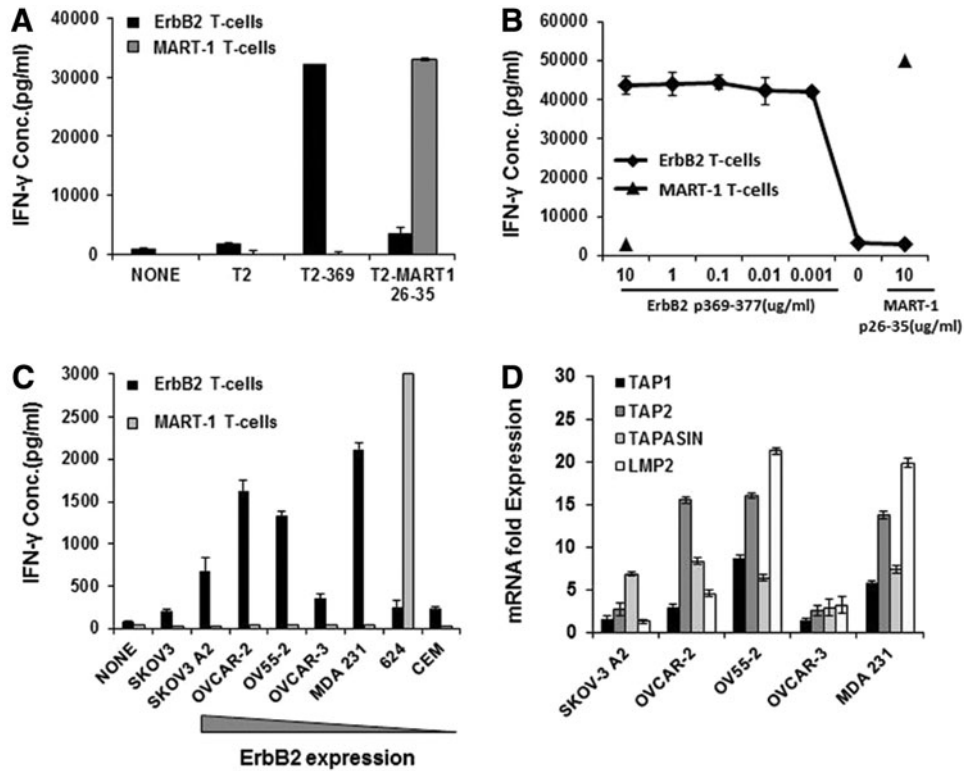 A
IFN-γ Conc.(pg/ml)
40000
30000
20000
10000
0
ErbB2 T-cells
MART-1 T-cells
NONE
T2
T2-369
T2-MART1
26-35
B
IFN-γ Conc. (pg/ml)
60000
50000
40000
30000
20000
10000
0
ErbB2 T-cells
MART-1 T-cells
10 1 0.1 0.01 0.001 0 10
ErbB2 p369-377(ug/ml)
MART-1
p26-35(ug/ml)
C
IFN-γ Conc.(pg/ml)
3000
2500
2000
1500
1000
500
0
ErbB2 T-cells
MART-1 T-cells
NONE
SKOV3
SKOV3 A2
OVCAR-2
OV55-2
OVCAR-3
MDA 231
624
CEM
ErbB2 expression
D
mRNA fold Expression
30
25
20
15
10
5
0
TAP1
TAP2
TAPASIN
LMP2
SKOV-3 A2
OVCAR-2
OV55-2
OVCAR-3
MDA 231